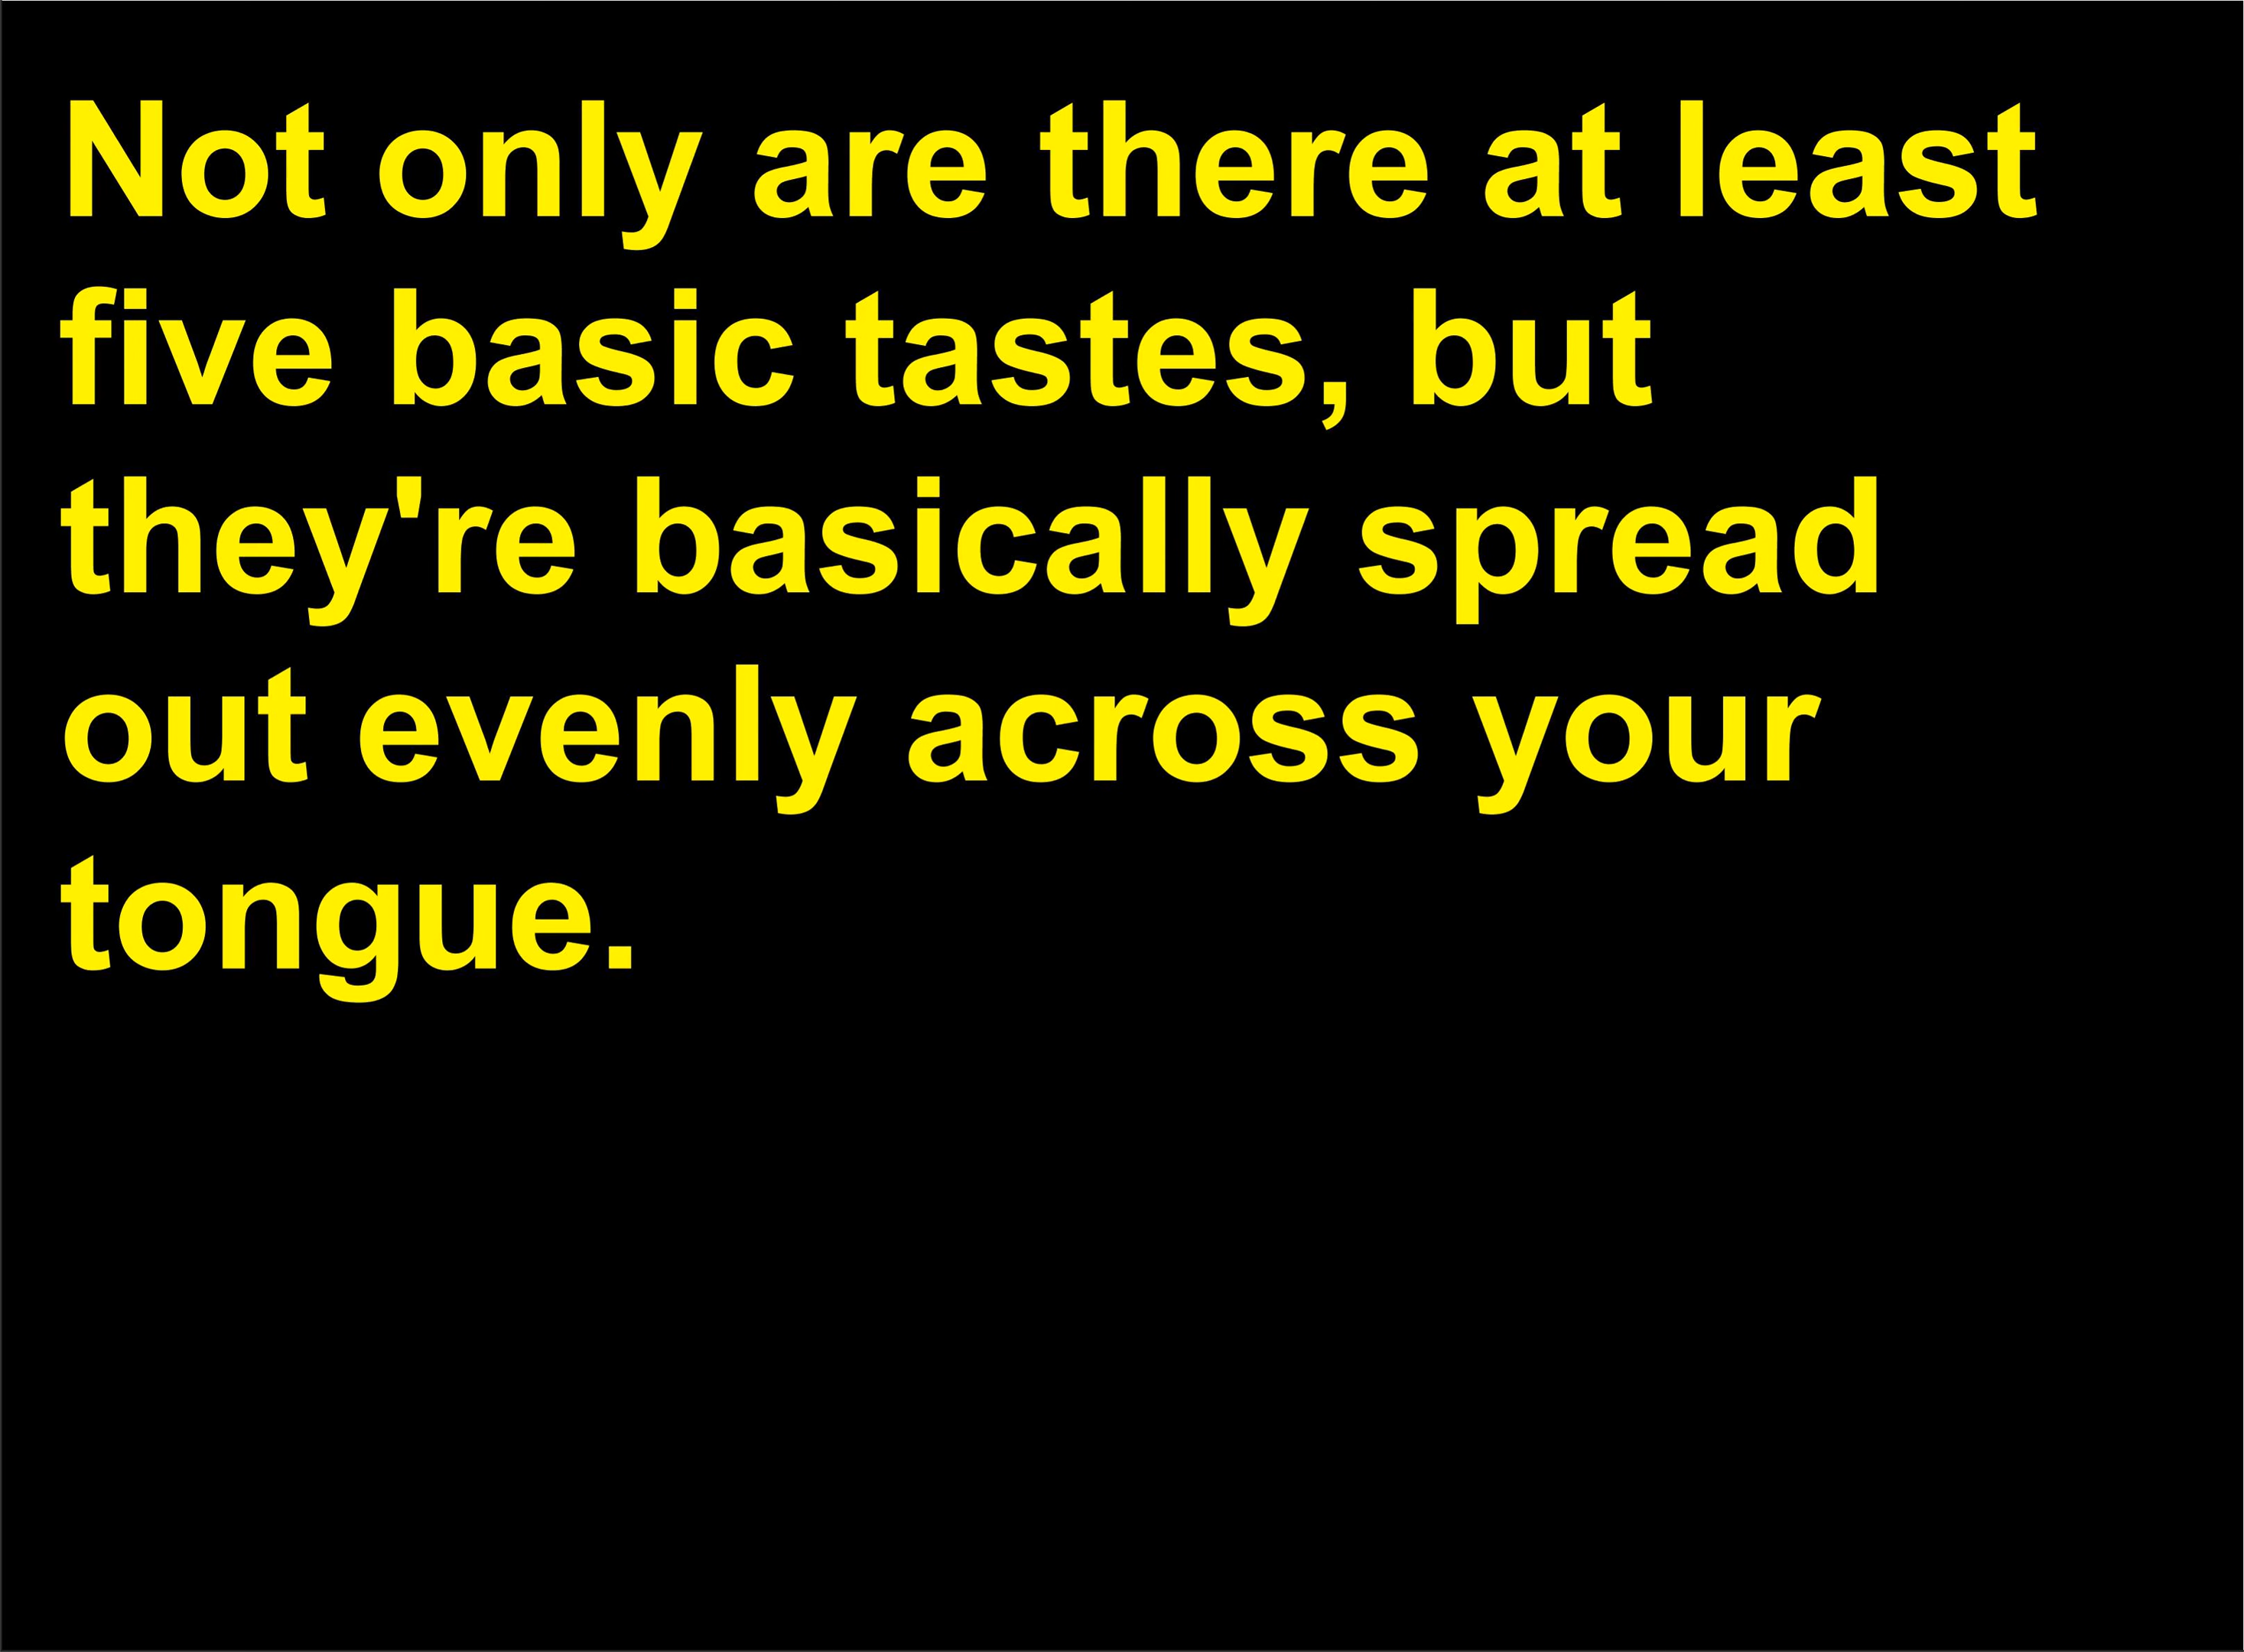 Not only are there at least
five basic tastes, but
they're basically spread
out evenly across your
tongue.